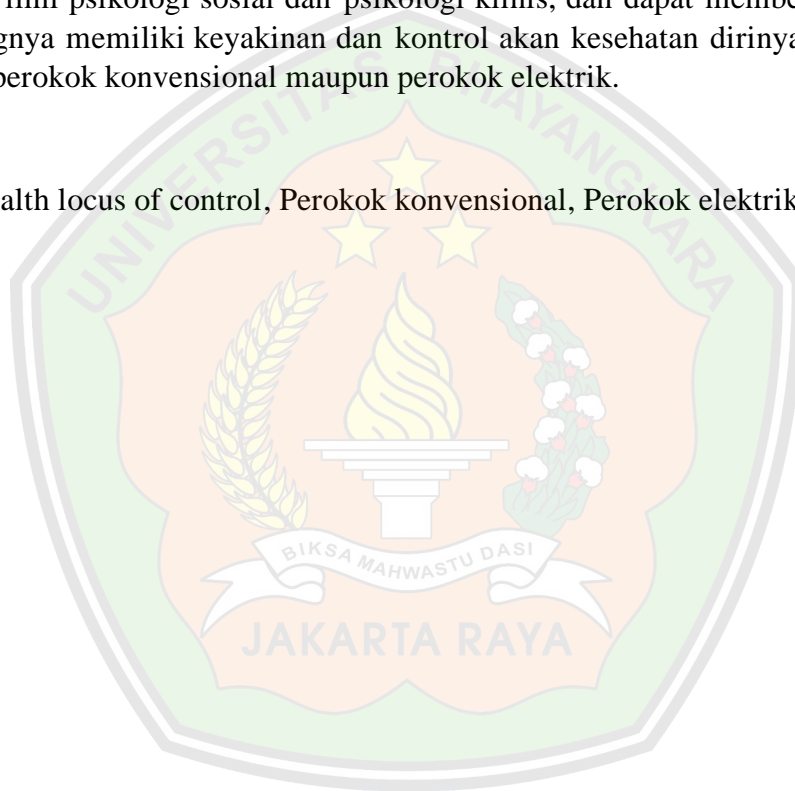 ilmu psikologi sosial dan psikologi klinis, dan dapat membe
gnya memiliki keyakinan dan kontrol akan kesehatan dirinya
perokok konvensional maupun perokok elektrik.
UNIVERSITAS BHAYANGKARA
alth locus of control, Perokok konvensional, Perokok elektrik
BIKSA MAHWASTU DASI
JAKARTA RAYA